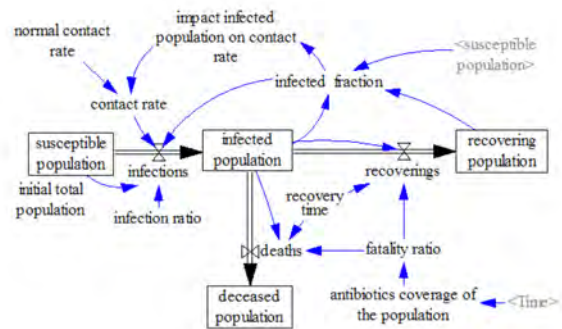 normal contact
rate
impact infected
population on contact
rate
<susceptible
population>
infected fraction
contact rate
susceptible
population
infected
population
recovering
population
infections
recoverings
initial total
population
recovery
time
infection ratio
deaths
fatality ratio
deceased
population
antibiotics coverage of
the population
<Time>